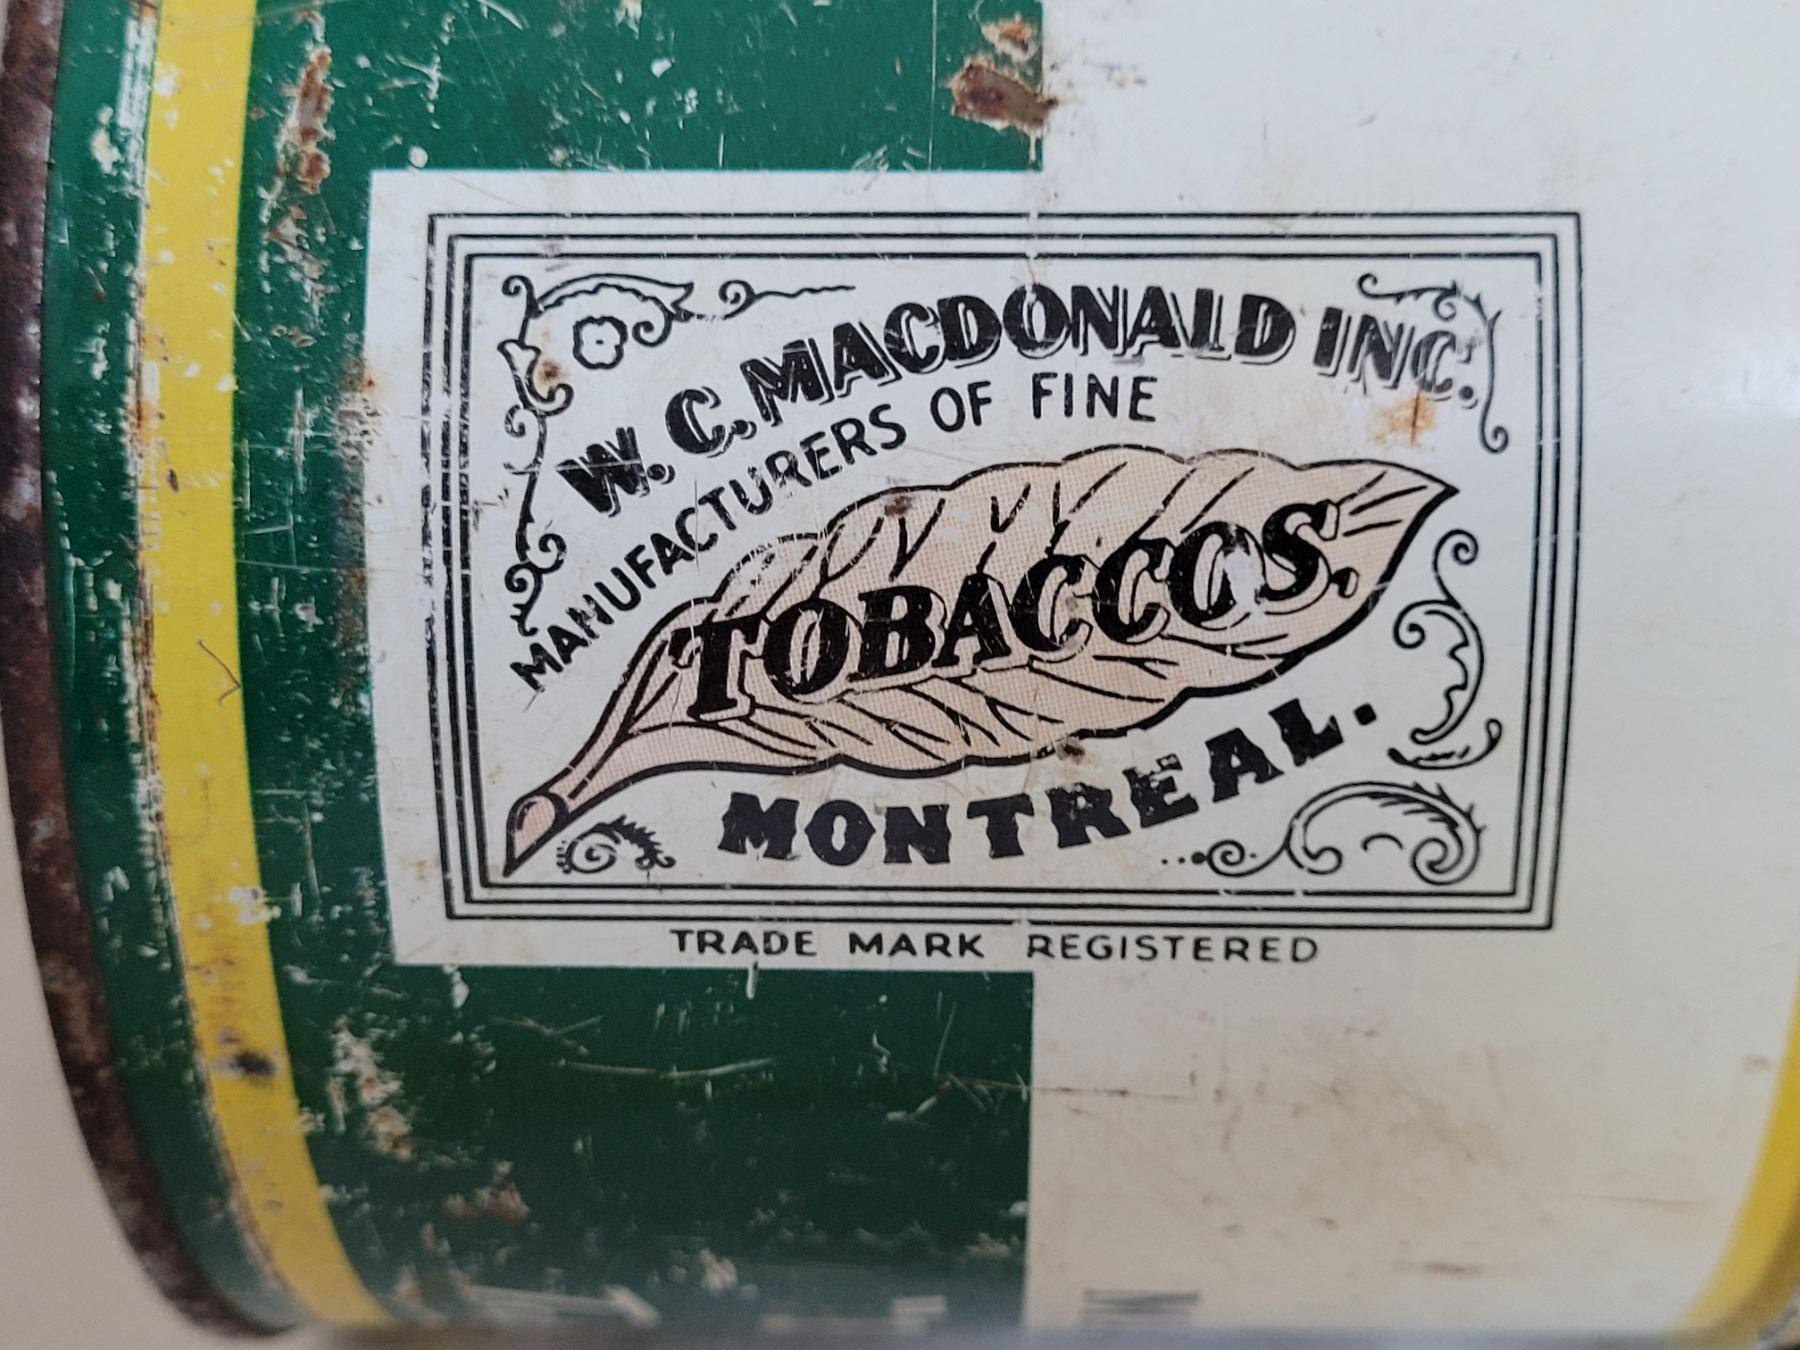 W. C. MACDONALD INC.
MANUFACTURERS OF FINE
TOBACCOS.
MONTREAL.
TRADE MARK REGISTERED